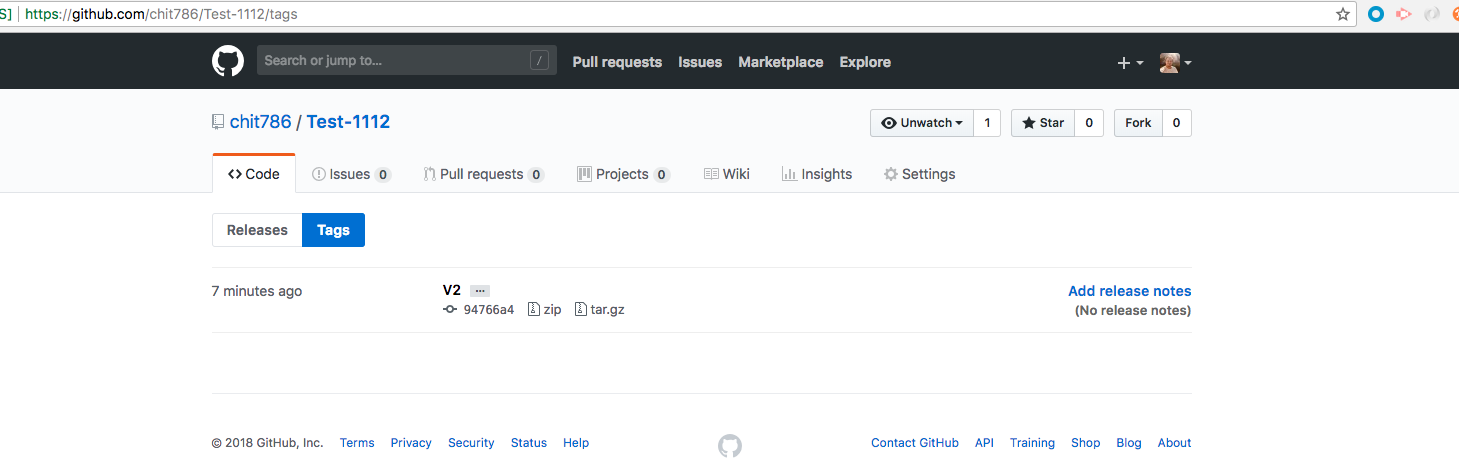 S] https://github.com/chit786/Test-1112/tags
Search or jump to... / Pull requests Issues Marketplace Explore
chit786 / Test-1112 Unwatch 1 Star 0 Fork 0
Code Issues 0 Pull requests 0 Projects 0 Wiki Insights Settings
Releases Tags
7 minutes ago V2 ... Add release notes
94766a4 zip tar.gz (No release notes)
© 2018 GitHub, Inc. Terms Privacy Security Status Help Contact GitHub API Training Shop Blog About